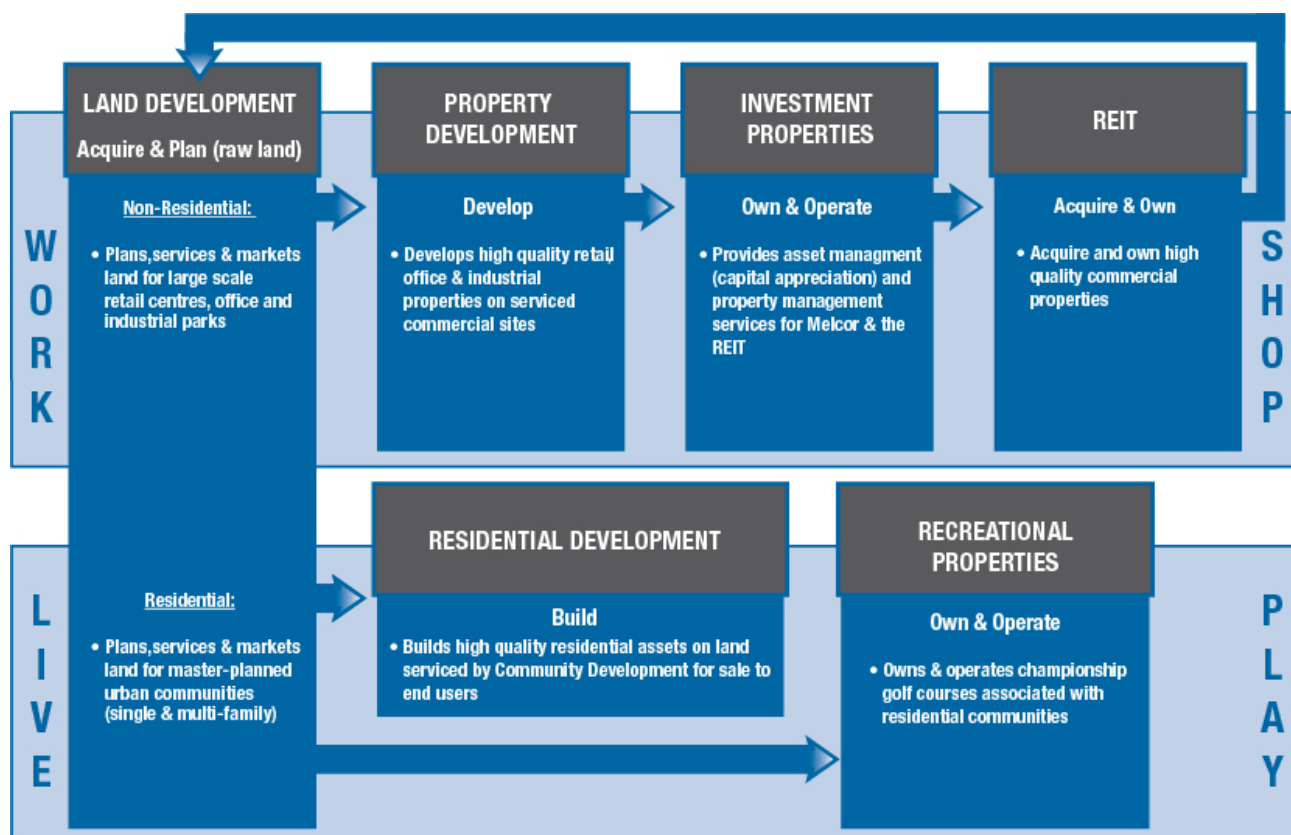 LAND DEVELOPMENT
Acquire & Plan (raw land)
Non-Residential:
• Plans,services & markets
land for large scale
retail centres, office and
industrial parks
PROPERTY
DEVELOPMENT
Develop
• Develops high quality retail,
office & industrial
properties on serviced
commercial sites
INVESTMENT
PROPERTIES
Own & Operate
• Provides asset managment
(capital appreciation) and
property management
services for Melcor & the
REIT
REIT
Acquire & Own
• Acquire and own high
quality commercial
properties
WORK
SHOP
Residential:
• Plans,services & markets
land for master-planned
urban communities
(single & multi-family)
RESIDENTIAL DEVELOPMENT
Build
• Builds high quality residential assets on land
serviced by Community Development for sale to
end users
RECREATIONAL
PROPERTIES
Own & Operate
• Owns & operates championship
golf courses associated with
residential communities
LIVE
PLAY